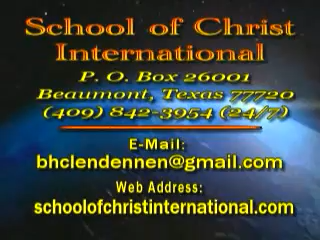 School of Christ
International
P. O. Box 26001
Beaumont, Texas 77720
(409) 842-3954 (24/7)
E-Mail:
bhclendennen@gmail.com
Web Address:
schoolofchristinternational.com